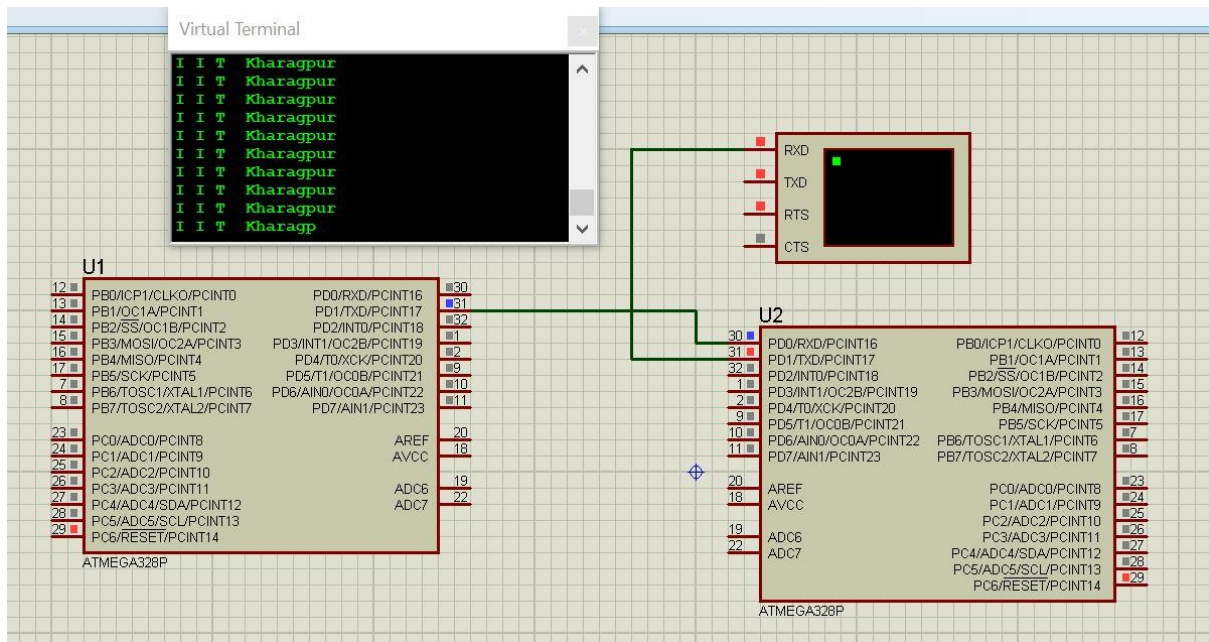 Virtual Terminal
I I T Kharagpur
I I T Kharagpur
I I T Kharagpur
I I T Kharagpur
I I T Kharagpur
I I T Kharagpur
I I T Kharagpur
I I T Kharagpur
I I T Kharagpur
I I T Kharagp
RXD
TXD
RTS
CTS
U1
12 PB0/ICP1/CLKO/PCINT0 PD0/RXD/PCINT16 30
13 PB1/OC1A/PCINT1 PD1/TXD/PCINT17 31
14 PB2/SS/OC1B/PCINT2 PD2/INT0/PCINT18 32
15 PB3/MOSI/OC2A/PCINT3 PD3/INT1/OC2B/PCINT19 1
16 PB4/MISO/PCINT4 PD4/T0/XCK/PCINT20 2
17 PB5/SCK/PCINT5 PD5/T1/OC0B/PCINT21 9
7 PB6/TOSC1/XTAL1/PCINT6 PD6/AIN0/OC0A/PCINT22 10
8 PB7/TOSC2/XTAL2/PCINT7 PD7/AIN1/PCINT23 11
23 PC0/ADC0/PCINT8 AREF 20
24 PC1/ADC1/PCINT9 AVCC 18
25 PC2/ADC2/PCINT10
26 PC3/ADC3/PCINT11 ADC6 19
27 PC4/ADC4/SDA/PCINT12 ADC7 22
28 PC5/ADC5/SCL/PCINT13
29 PC6/RESET/PCINT14
ATMEGA328P
U2
30 PD0/RXD/PCINT16 PB0/ICP1/CLKO/PCINT0 12
31 PD1/TXD/PCINT17 PB1/OC1A/PCINT1 13
32 PD2/INT0/PCINT18 PB2/SS/OC1B/PCINT2 14
1 PD3/INT1/OC2B/PCINT19 PB3/MOSI/OC2A/PCINT3 15
2 PD4/T0/XCK/PCINT20 PB4/MISO/PCINT4 16
9 PD5/T1/OC0B/PCINT21 PB5/SCK/PCINT5 17
10 PD6/AIN0/OC0A/PCINT22 PB6/TOSC1/XTAL1/PCINT6 7
11 PD7/AIN1/PCINT23 PB7/TOSC2/XTAL2/PCINT7 8
20 AREF PC0/ADC0/PCINT8 23
18 AVCC PC1/ADC1/PCINT9 24
PC2/ADC2/PCINT10 25
19 ADC6 PC3/ADC3/PCINT11 26
22 ADC7 PC4/ADC4/SDA/PCINT12 27
PC5/ADC5/SCL/PCINT13 28
PC6/RESET/PCINT14 29
ATMEGA328P